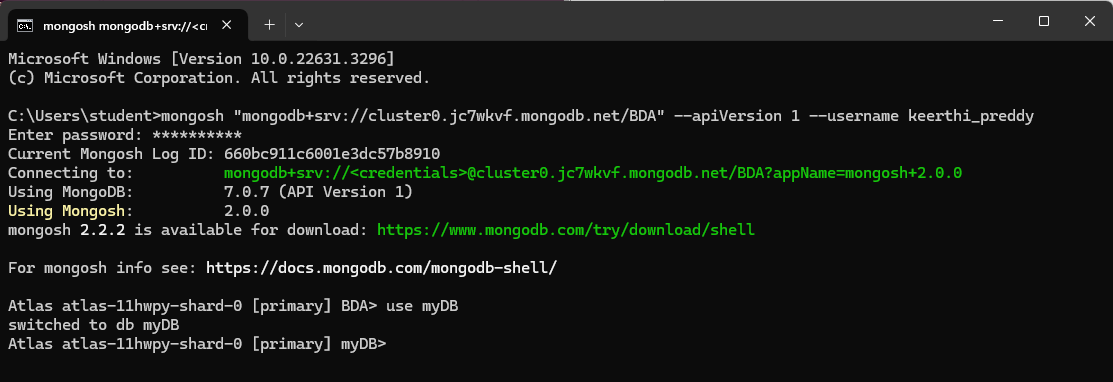 mongosh mongodb+srv://<cr
Microsoft Windows [Version 10.0.22631.3296]
(c) Microsoft Corporation. All rights reserved.
C:\Users\student>mongosh "mongodb+srv://cluster0.jc7wkvf.mongodb.net/BDA" --apiVersion 1 --username keerthi_preddy
Enter password: **********
Current Mongosh Log ID: 660bc911c6001e3dc57b8910
Connecting to: mongodb+srv://<credentials>@cluster0.jc7wkvf.mongodb.net/BDA?appName=mongosh+2.0.0
Using MongoDB: 7.0.7 (API Version 1)
Using Mongosh: 2.0.0
mongosh 2.2.2 is available for download: https://www.mongodb.com/try/download/shell
For mongosh info see: https://docs.mongodb.com/mongodb-shell/
Atlas atlas-11hwpy-shard-0 [primary] BDA> use myDB
switched to db myDB
Atlas atlas-11hwpy-shard-0 [primary] myDB>